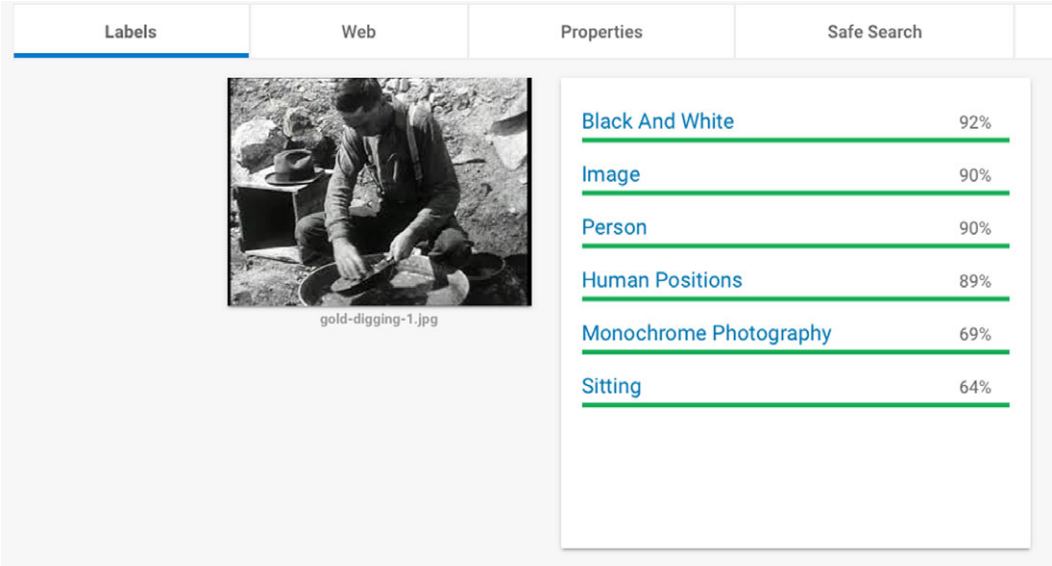 Labels Web Properties Safe Search
gold-digging-1.jpg
Black And White 92%
Image 90%
Person 90%
Human Positions 89%
Monochrome Photography 69%
Sitting 64%